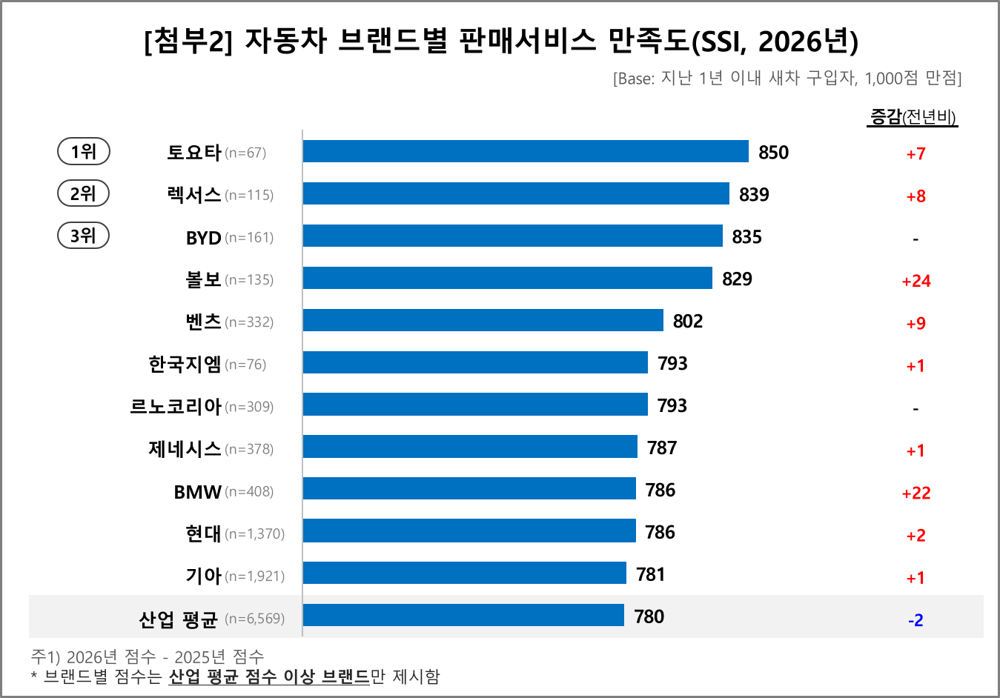 [첨부2] 자동차 브랜드별 판매서비스 만족도(SSI, 2026년)
[Base: 지난 1년 이내 새차 구입자, 1,000점 만점]
증감(전년비)
1위 토요타 (n=67) 850 +7
2위 렉서스 (n=115) 839 +8
3위 BYD (n=161) 835 -
볼보 (n=135) 829 +24
벤츠 (n=332) 802 +9
한국지엠 (n=76) 793 +1
르노코리아 (n=309) 793 -
제네시스 (n=378) 787 +1
BMW (n=408) 786 +22
현대 (n=1,370) 786 +2
기아 (n=1,921) 781 +1
산업 평균 (n=6,569) 780 -2
주1) 2026년 점수 - 2025년 점수
* 브랜드별 점수는 산업 평균 점수 이상 브랜드만 제시함